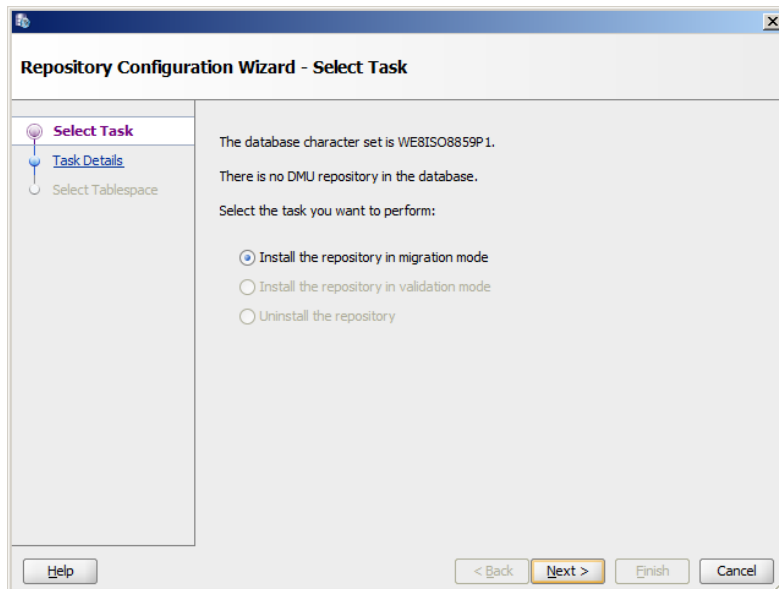 Repository Configuration Wizard - Select Task
Select Task
Task Details
Select Tablespace
The database character set is WE8ISO8859P1.
There is no DMU repository in the database.
Select the task you want to perform:
Install the repository in migration mode
Install the repository in validation mode
Uninstall the repository
Help
< Back
Next >
Finish
Cancel